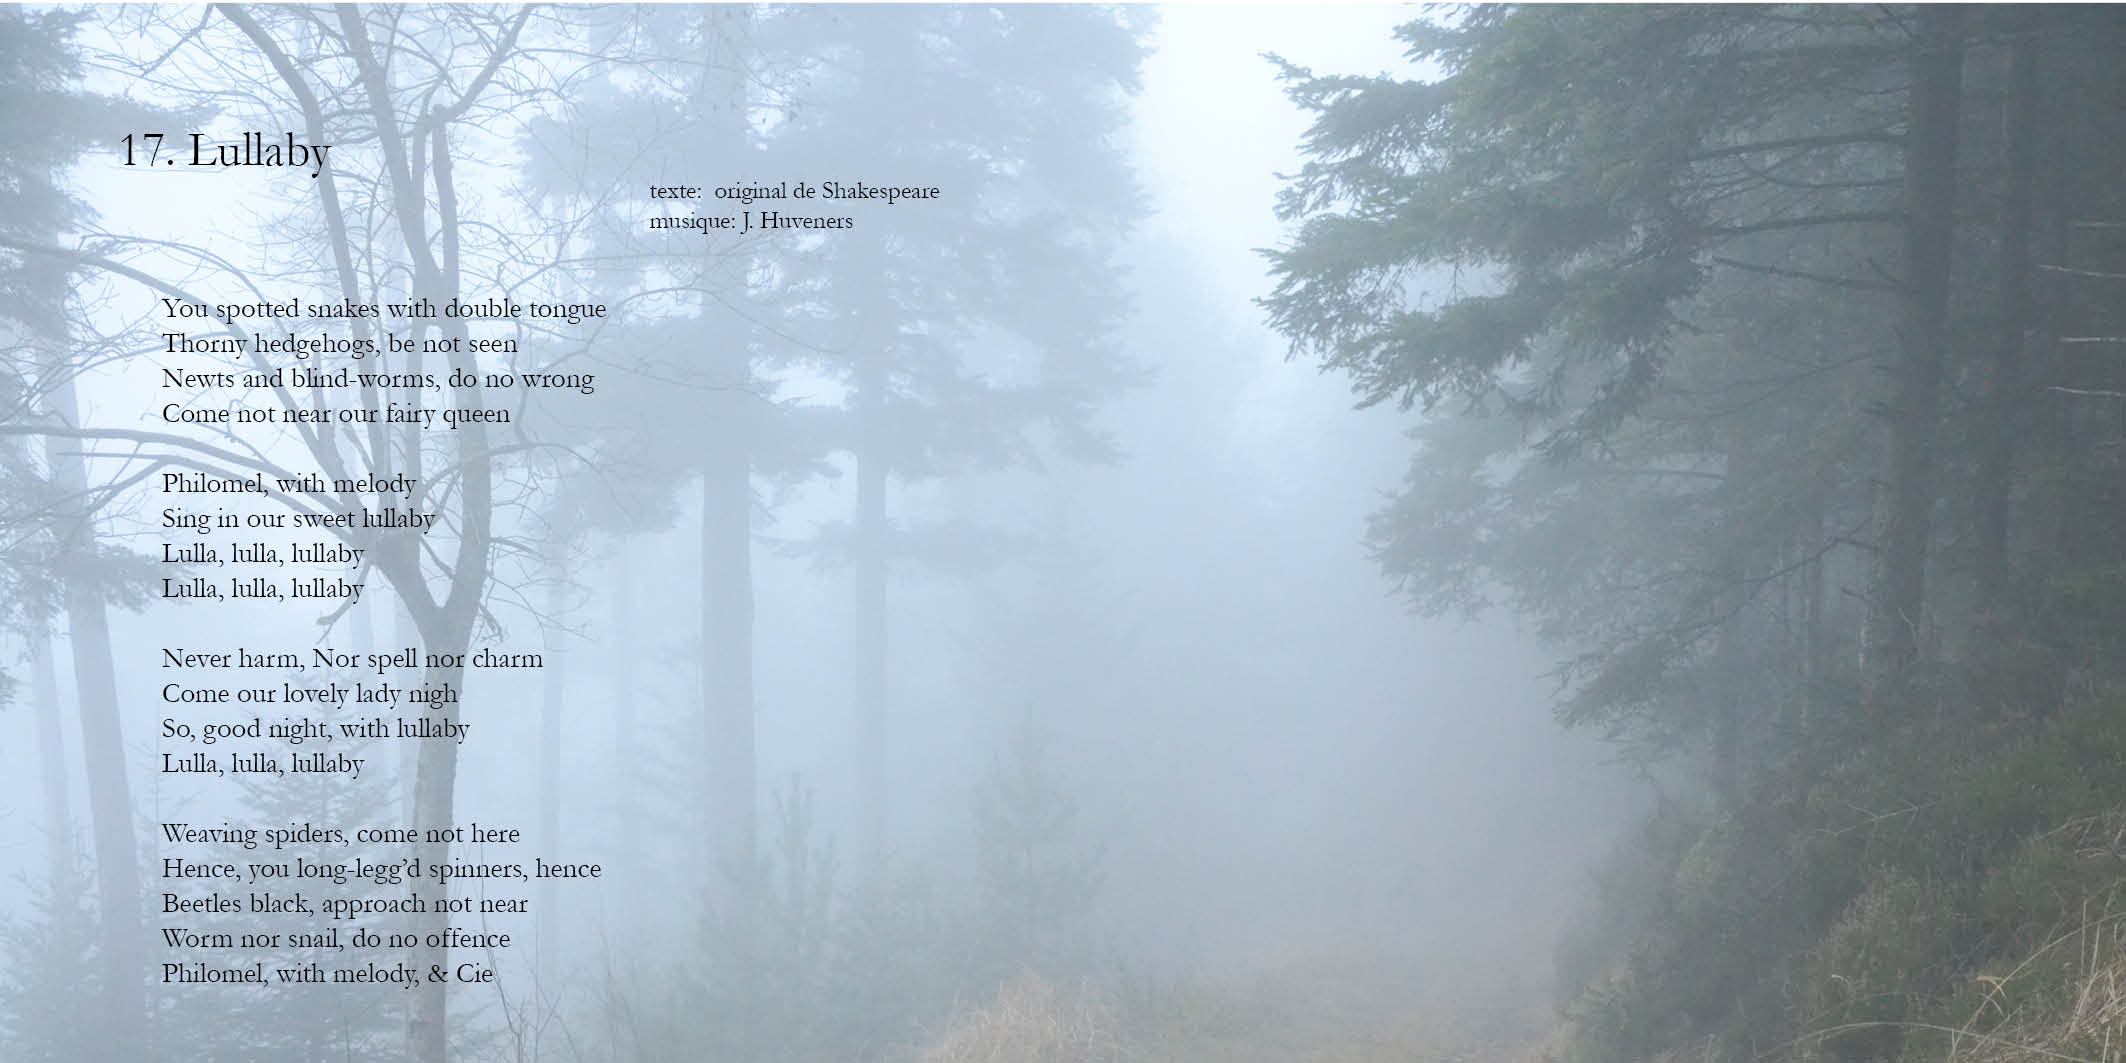 17. Lullaby
texte: original de Shakespeare
musique: J. Huveners
You spotted snakes with double tongue
Thorny hedgehogs, be not seen
Newts and blind-worms, do no wrong
Come not near our fairy queen
Philomel, with melody
Sing in our sweet lullaby
Lulla, lulla, lullaby
Lulla, lulla, lullaby
Never harm, Nor spell nor charm
Come our lovely lady nigh
So, good night, with lullaby
Lulla, lulla, lullaby
Weaving spiders, come not here
Hence, you long-legg’d spinners, hence
Beetles black, approach not near
Worm nor snail, do no offence
Philomel, with melody, & Cie